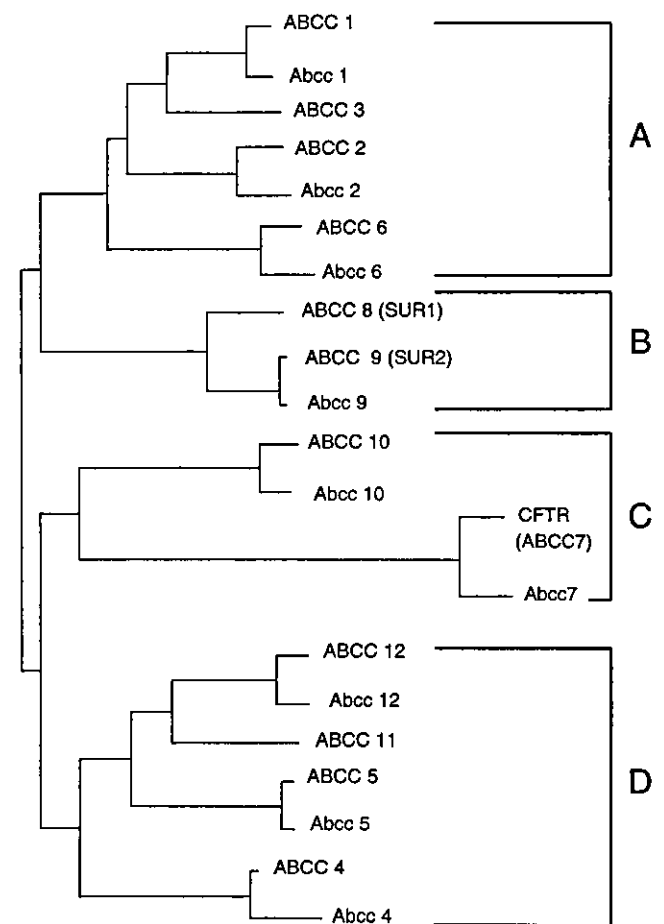 ABCC 1
Abcc 1
ABCC 3
ABCC 2
Abcc 2
ABCC 6
Abcc 6
A
ABCC 8 (SUR1)
ABCC 9 (SUR2)
Abcc 9
B
ABCC 10
Abcc 10
CFTR
(ABCC7)
Abcc7
C
ABCC 12
Abcc 12
ABCC 11
ABCC 5
Abcc 5
ABCC 4
Abcc 4
D